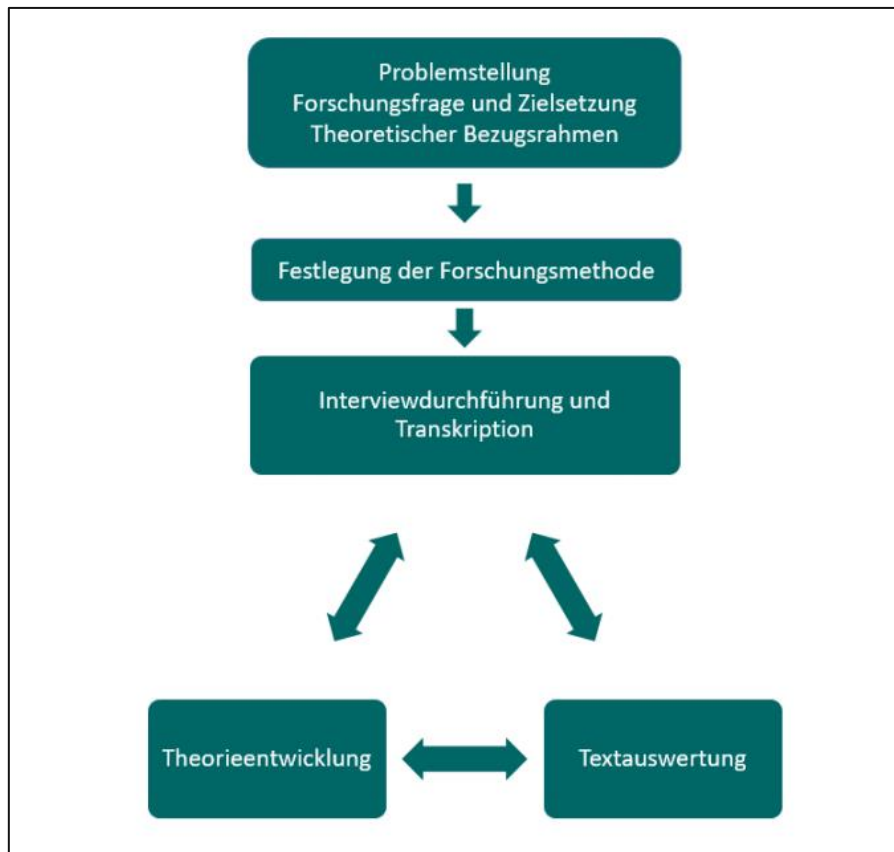 Problemstellung
Forschungsfrage und Zielsetzung
Theoretischer Bezugsrahmen
Festlegung der Forschungsmethode
Interviewdurchführung und
Transkription
Theorieentwicklung
Textauswertung